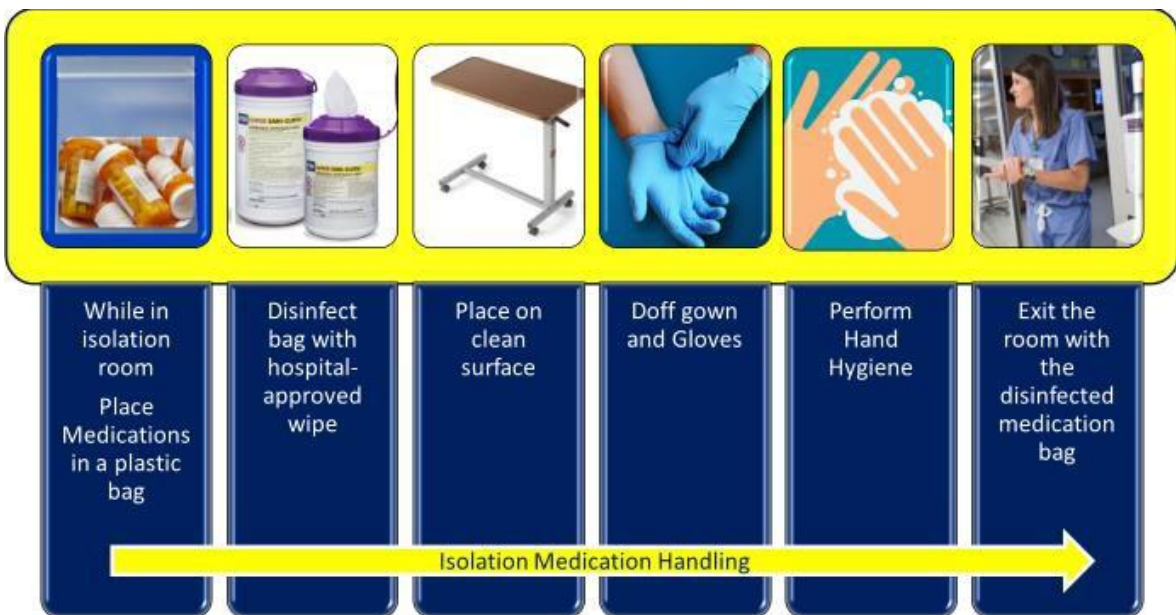 While in
isolation
room
Place
Medications
in a plastic
bag
Disinfect
bag with
hospital-
approved
wipe
Place on
clean
surface
Doff gown
and Gloves
Perform
Hand
Hygiene
Exit the
room with
the
disinfected
medication
bag
Isolation Medication Handling